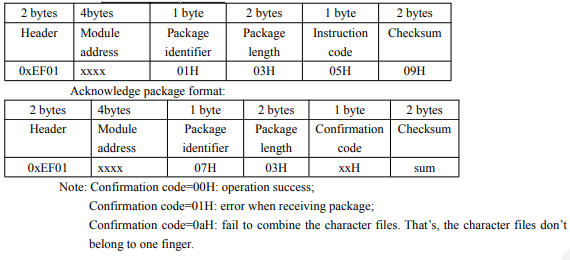 2 bytes 4bytes 1 byte 2 bytes 1 byte 2 bytes
Header Module Package Package Instruction Checksum
address identifier length code
0xEF01 xxxx 01H 03H 05H 09H
Acknowledge package format:
2 bytes 4bytes 1 byte 2 bytes 1 byte 2 bytes
Header Module Package Package Confirmation Checksum
address identifier length code
0xEF01 xxxx 07H 03H xxH sum
Note: Confirmation code=00H: operation success;
Confirmation code=01H: error when receiving package;
Confirmation code=0aH: fail to combine the character files. That’s, the character files don’t
belong to one finger.